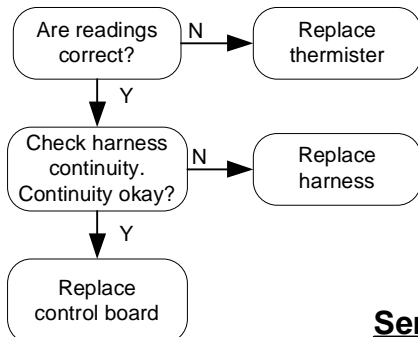 Are readings
correct?
N
Replace
thermister
Y
Check harness
continuity.
Continuity okay?
N
Replace
harness
Y
Replace
control board